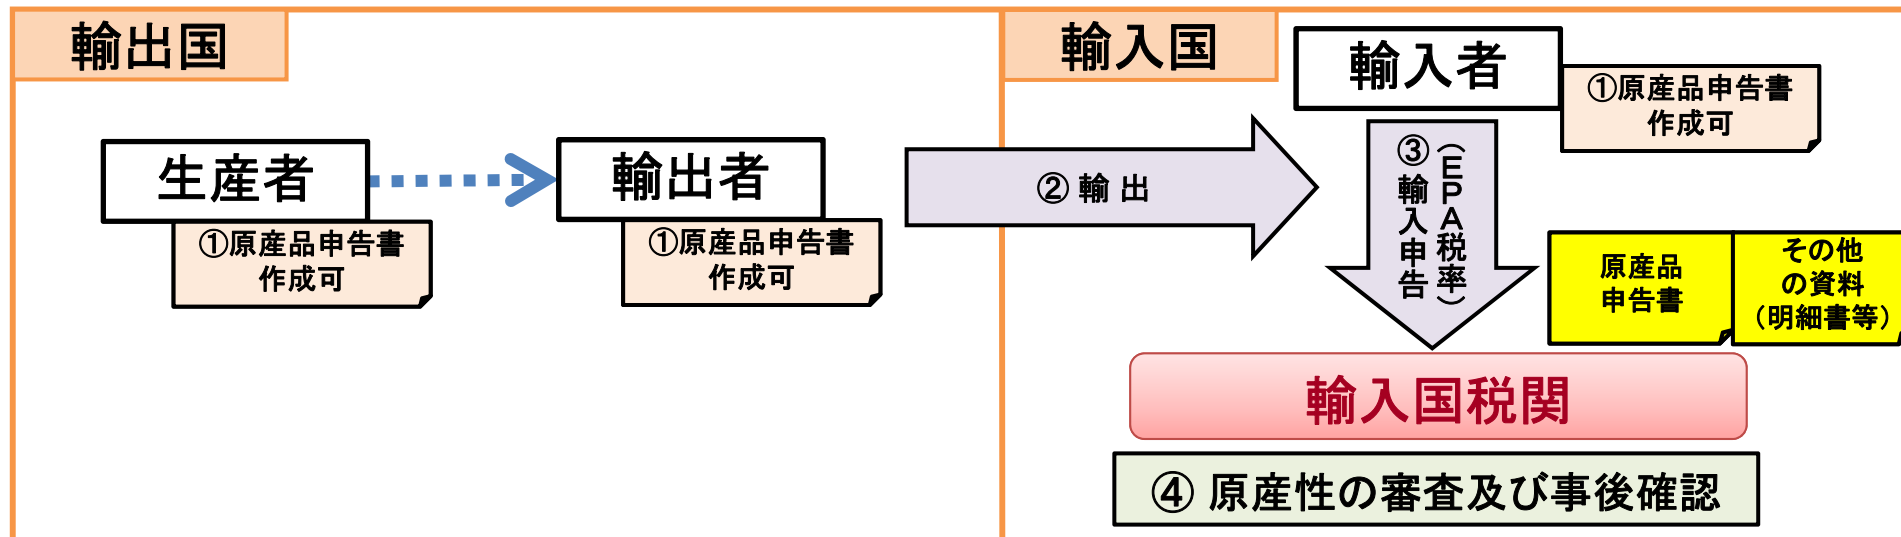 輸出国
生産者
①原産品申告書
作成可
輸出者
①原産品申告書
作成可
② 輸 出
輸入国
輸入者
①原産品申告書
作成可
③輸入申告
（ＥＰＡ税率）
原産品
申告書
その他
の資料
（明細書等）
輸入国税関
④ 原産性の審査及び事後確認